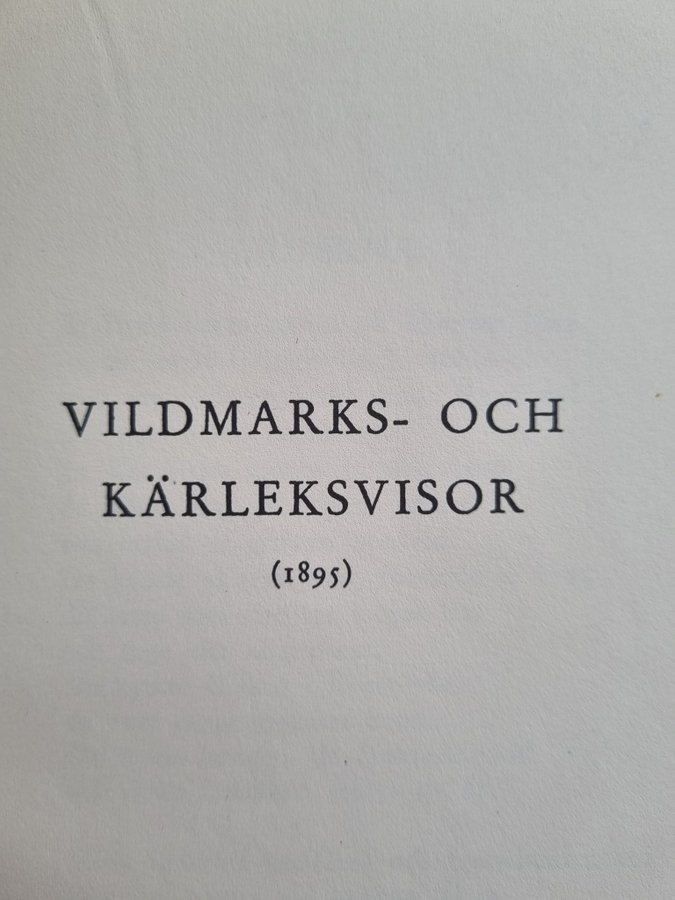 VILDMARKS- OCH
KÄRLEKSVISOR
(1895)